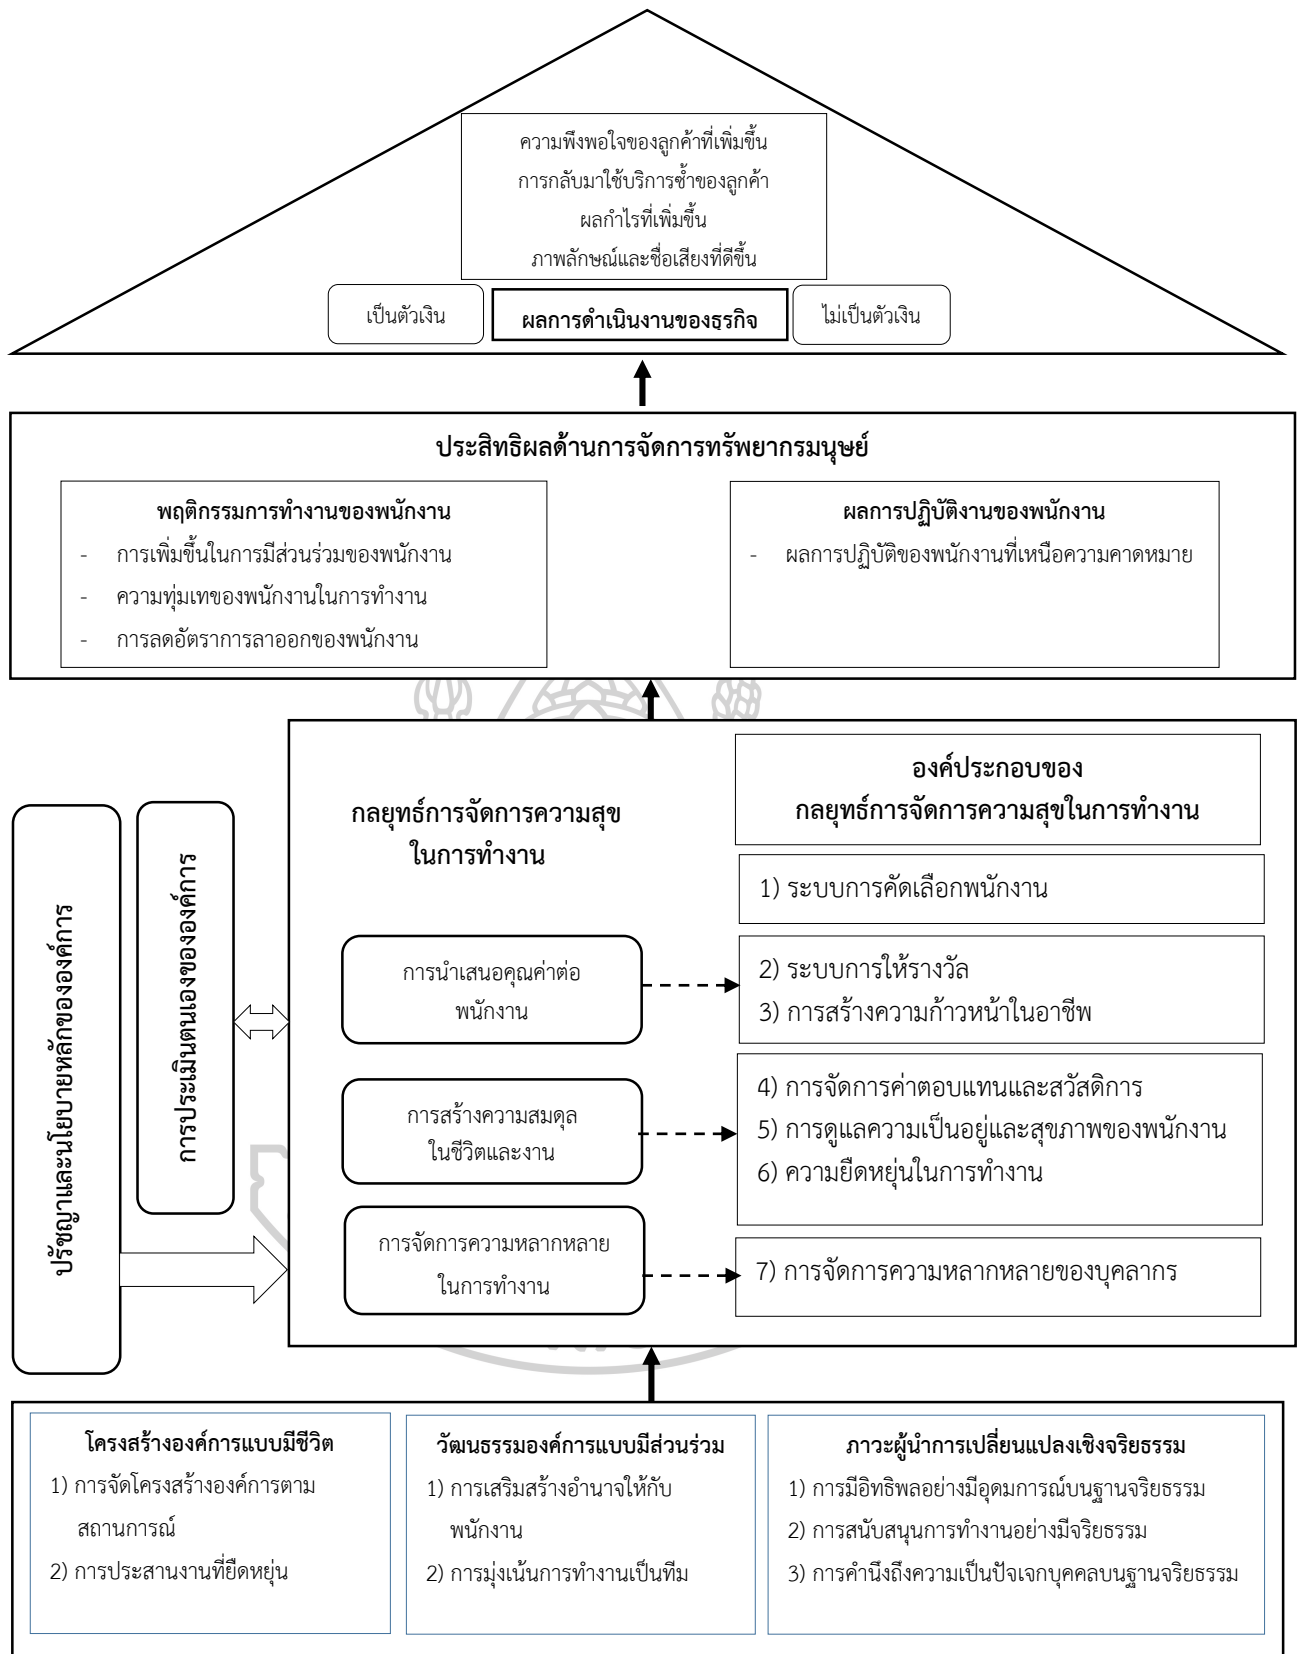 ความพึงพอใจของลูกค้าที่เพิ่มขึ้น
การกลับมาใช้บริการซ้ำของลูกค้า
ผลกำไรที่เพิ่มขึ้น
ภาพลักษณ์และชื่อเสียงที่ดีขึ้น
เป็นตัวเงิน
ผลการดำเนินงานของธุรกิจ
ไม่เป็นตัวเงิน
ประสิทธิผลด้านการจัดการทรัพยากรมนุษย์
พฤติกรรมการทำงานของพนักงาน
- การเพิ่มขึ้นในการมีส่วนร่วมของพนักงาน
- ความทุ่มเทของพนักงานในการทำงาน
- การลดอัตราการลาออกของพนักงาน
ผลการปฏิบัติงานของพนักงาน
- ผลการปฏิบัติของพนักงานที่เหนือความคาดหมาย
ปรัชญาและนโยบายหลักขององค์การ
การประเมินตนเองขององค์การ
กลยุทธ์การจัดการความสุข
ในการทำงาน
องค์ประกอบของ
กลยุทธ์การจัดการความสุขในการทำงาน
1) ระบบการคัดเลือกพนักงาน
การนำเสนอคุณค่าต่อ
พนักงาน
2) ระบบการให้รางวัล
3) การสร้างความก้าวหน้าในอาชีพ
การสร้างความสมดุล
ในชีวิตและงาน
4) การจัดการค่าตอบแทนและสวัสดิการ
5) การดูแลความเป็นอยู่และสุขภาพของพนักงาน
6) ความยืดหยุ่นในการทำงาน
การจัดการความหลากหลาย
ในการทำงาน
7) การจัดการความหลากหลายของบุคลากร
โครงสร้างองค์การแบบมีชีวิต
1) การจัดโครงสร้างองค์การตาม
สถานการณ์
2) การประสานงานที่ยืดหยุ่น
วัฒนธรรมองค์การแบบมีส่วนร่วม
1) การเสริมสร้างอำนาจให้กับ
พนักงาน
2) การมุ่งเน้นการทำงานเป็นทีม
ภาวะผู้นำการเปลี่ยนแปลงเชิงจริยธรรม
1) การมีอิทธิพลอย่างมีอุดมการณ์บนฐานจริยธรรม
2) การสนับสนุนการทำงานอย่างมีจริยธรรม
3) การคำนึงถึงความเป็นปัจเจกบุคคลบนฐานจริยธรรม